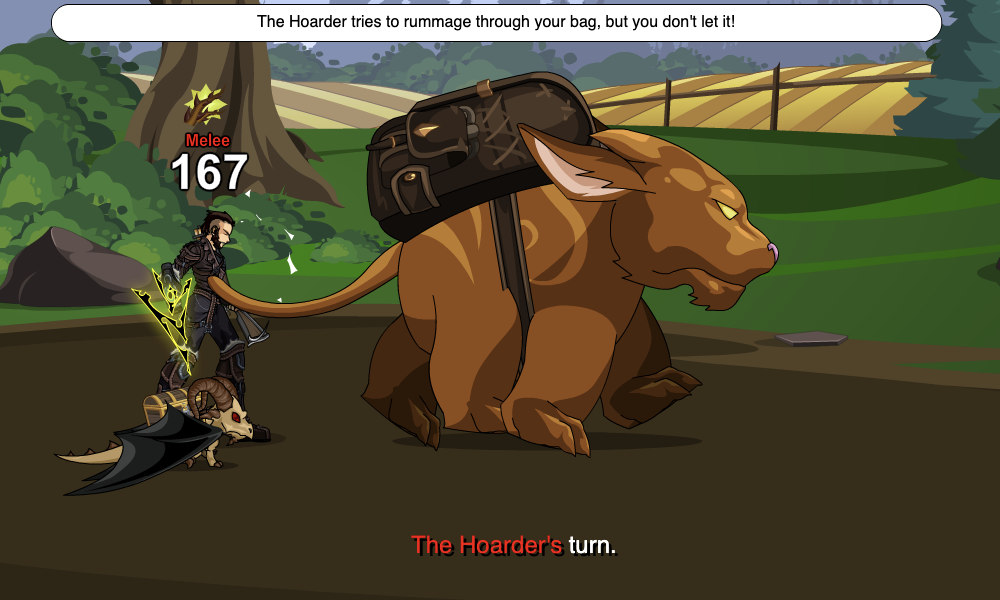 The Hoarder tries to rummage through your bag, but you don't let it!
Melee
167
The Hoarder's turn.